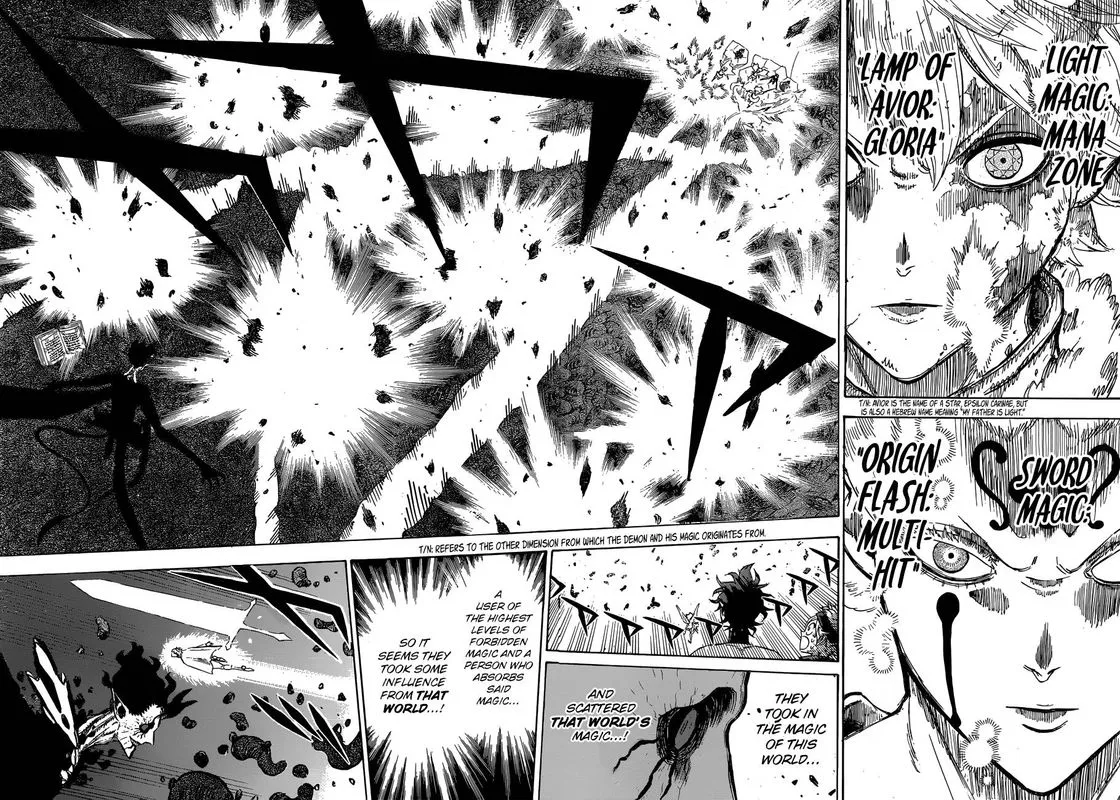 LIGHT
MAGIC:
MANA
ZONE
"LAMP OF
AVIOR:
GLORIA"
T/N: AVIOR IS THE NAME OF A STAR, EPSILON CARINAE, BUT
IS ALSO A HEBREW NAME MEANING "MY FATHER IS LIGHT."
SWORD
MAGIC:
"ORIGIN
FLASH:
MULTI-
HIT"
T/N: REFERS TO THE OTHER DIMENSION FROM WHICH THE DEMON AND HIS MAGIC ORIGINATES FROM.
THEY
TOOK IN
THE MAGIC
OF THIS
WORLD...
AND
SCATTERED
THAT WORLD'S
MAGIC...!
A
USER OF
THE HIGHEST
LEVELS OF
FORBIDDEN
MAGIC AND A
PERSON WHO
ABSORBS
SAID
MAGIC...
SO IT
SEEMS THEY
TOOK SOME
INFLUENCE
FROM THAT
WORLD...!